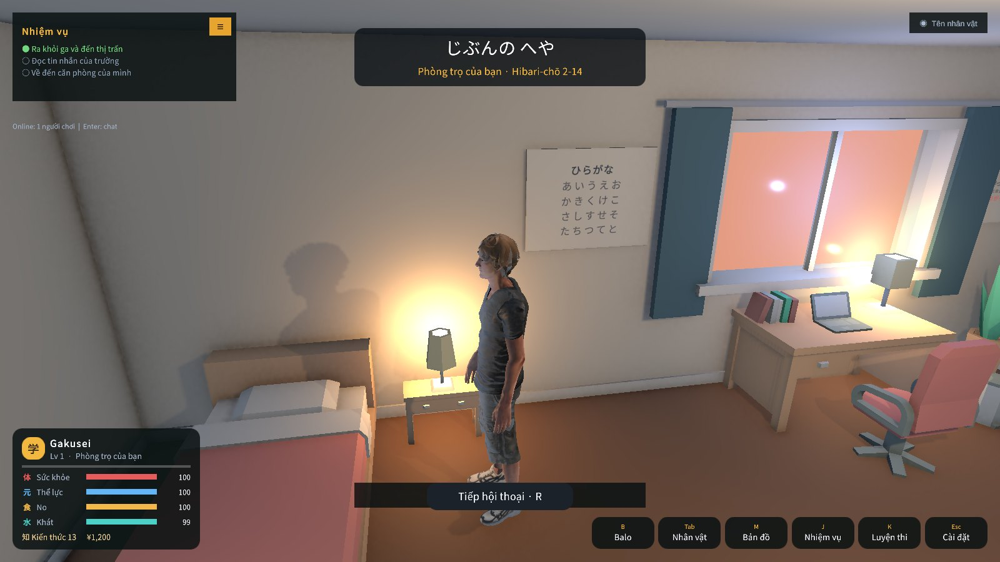 Nhiệm vụ
☰
Ra khỏi ga và đến thị trấn
Đọc tin nhắn của trường
Về đến căn phòng của mình
Online: 1 người chơi | Enter: chat
じぶんの へや
Phòng trọ của bạn · Hibari-chō 2-14
◉ Tên nhân vật
ひらがな
あいうえお
かきくけこ
さしすせそ
たちつてと
学
Gakusei
Lv 1 · Phòng trọ của bạn
体 Sức khỏe 100
元 Thể lực 100
食 No 100
水 Khát 99
知 Kiến thức 13 ¥1,200
Tiếp hội thoại · R
B
Balo
Tab
Nhân vật
M
Bản đồ
J
Nhiệm vụ
K
Luyện thi
Esc
Cài đặt